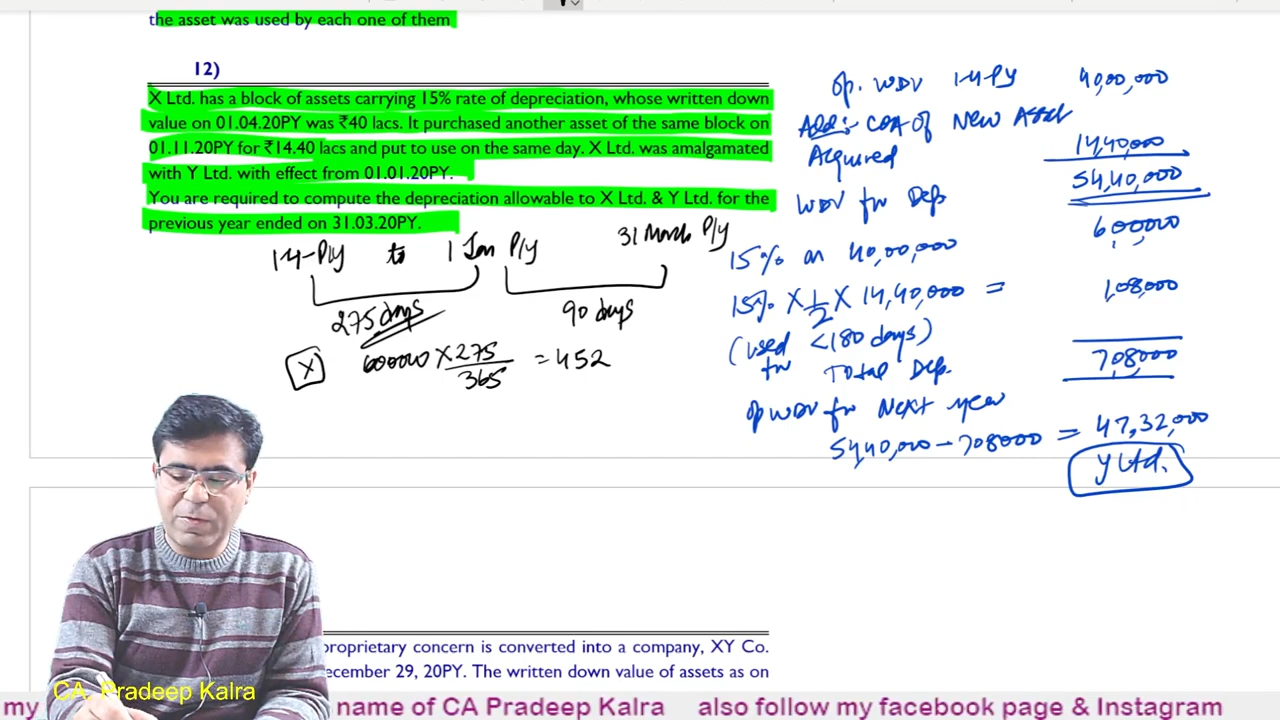 the asset was used by each one of them
12)
X Ltd. has a block of assets carrying 15% rate of depreciation, whose written down
value on 01.04.20PY was ₹40 lacs. It purchased another asset of the same block on
01.11.20PY for ₹14.40 lacs and put to use on the same day. X Ltd. was amalgamated
with Y Ltd. with effect from 01.01.20PY.
You are required to compute the depreciation allowable to X Ltd. & Y Ltd. for the
previous year ended on 31.03.20PY.
1-4-P/y to 1 Jan P/y 31 March P/y
275 days 90 days
X 600000 X 275/365 = 452
Op. WDV 1-4-PY 40,00,000
Add: COA of New Asset
Acquired 14,40,000
54,40,000
WDV for Dep
15% on 40,00,000 600000
15% X 1/2 X 14,40,000 = 1,08,000
(used <180 days)
for Total Dep. 708000
Op WDV for Next year
54,40,000 - 708000 = 47,32,000
Y Ltd.
proprietary concern is converted into a company, XY Co.
ecember 29, 20PY. The written down value of assets as on
CA. Pradeep Kalra
my name of CA Pradeep Kalra also follow my facebook page & Instagram